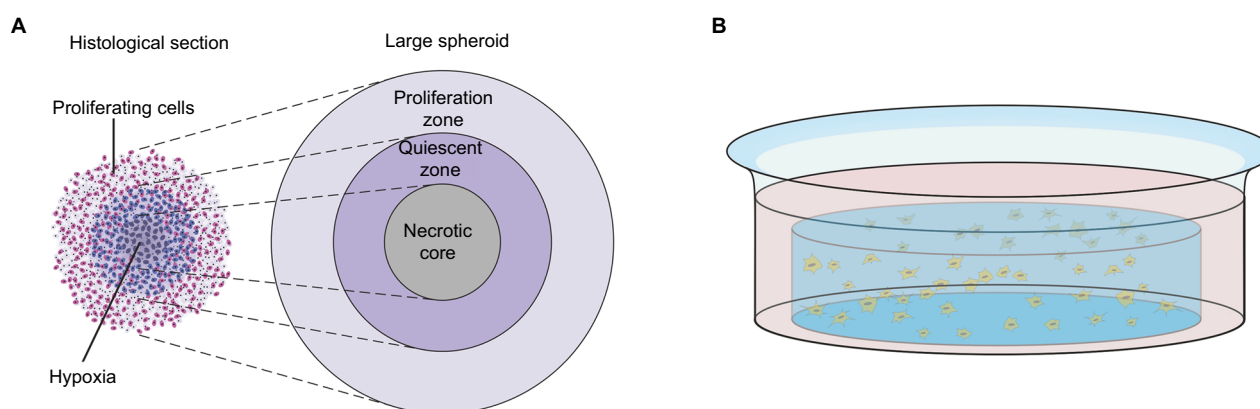 A
Histological section
Large spheroid
Proliferating cells
Proliferation
zone
Quiescent
zone
Necrotic
core
Hypoxia
B